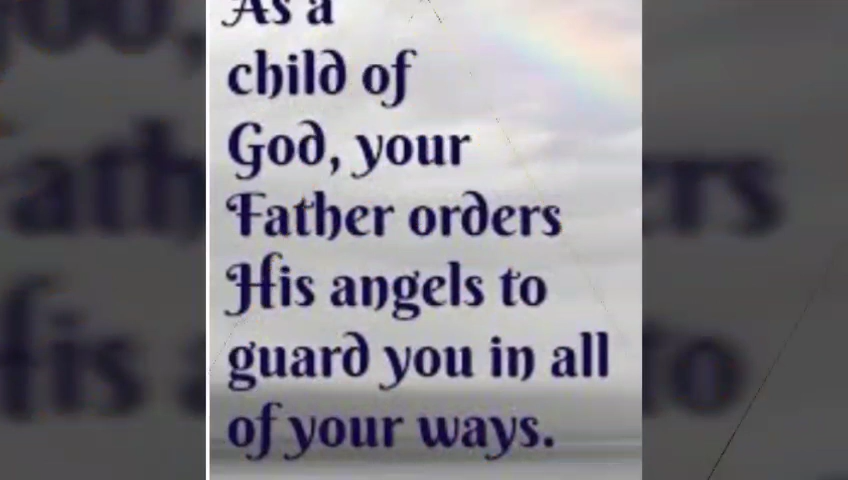 As a
child of
God, your
Father orders
His angels to
guard you in all
of your ways.